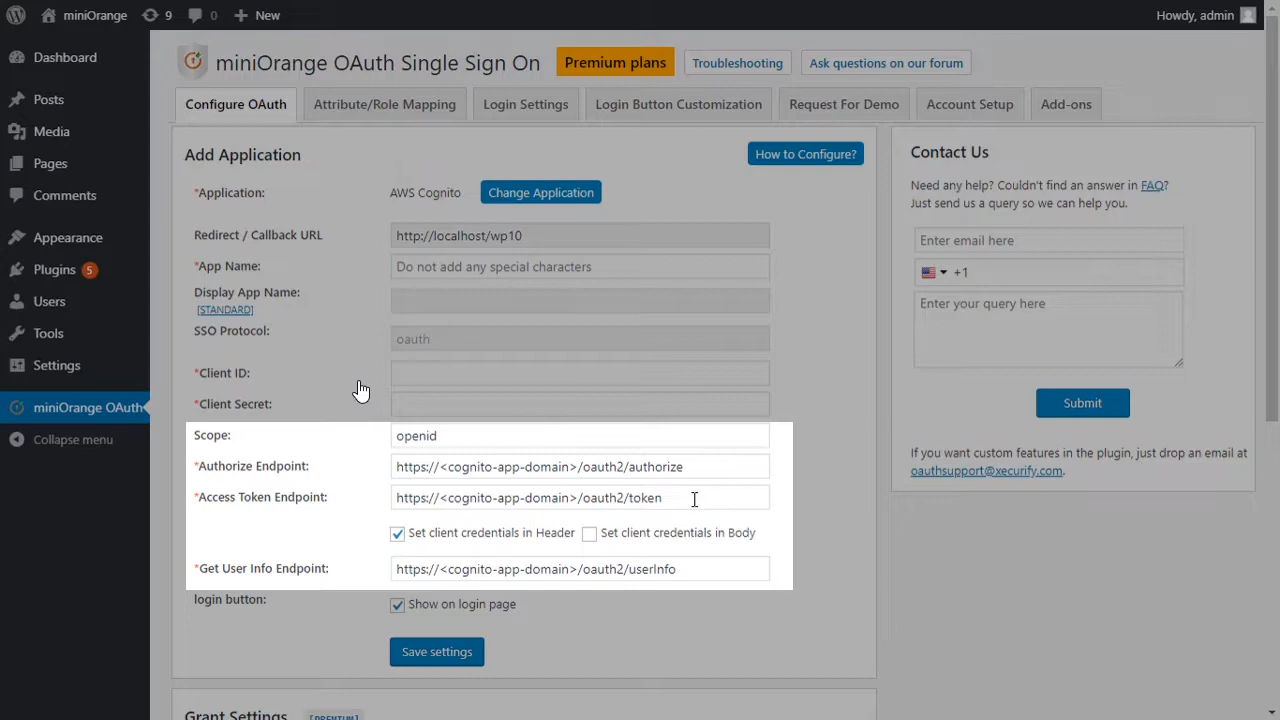 miniOrange 9 0 New Howdy, admin
Dashboard
Posts
Media
Pages
Comments
Appearance
Plugins 5
Users
Tools
Settings
miniOrange OAuth
Collapse menu
miniOrange OAuth Single Sign On Premium plans Troubleshooting Ask questions on our forum
Configure OAuth Attribute/Role Mapping Login Settings Login Button Customization Request For Demo Account Setup Add-ons
Add Application How to Configure?
*Application: AWS Cognito Change Application
Redirect / Callback URL http://localhost/wp10
*App Name: Do not add any special characters
Display App Name:
[STANDARD]
SSO Protocol: oauth
*Client ID:
*Client Secret:
Scope: openid
*Authorize Endpoint: https://<cognito-app-domain>/oauth2/authorize
*Access Token Endpoint: https://<cognito-app-domain>/oauth2/token
Set client credentials in Header Set client credentials in Body
*Get User Info Endpoint: https://<cognito-app-domain>/oauth2/userInfo
login button: Show on login page
Save settings
Grant Settings [PREMIUM]
Contact Us
Need any help? Couldn't find an answer in FAQ?
Just send us a query so we can help you.
Enter email here
+1
Enter your query here
Submit
If you want custom features in the plugin, just drop an email at
oauthsupport@xecurify.com.